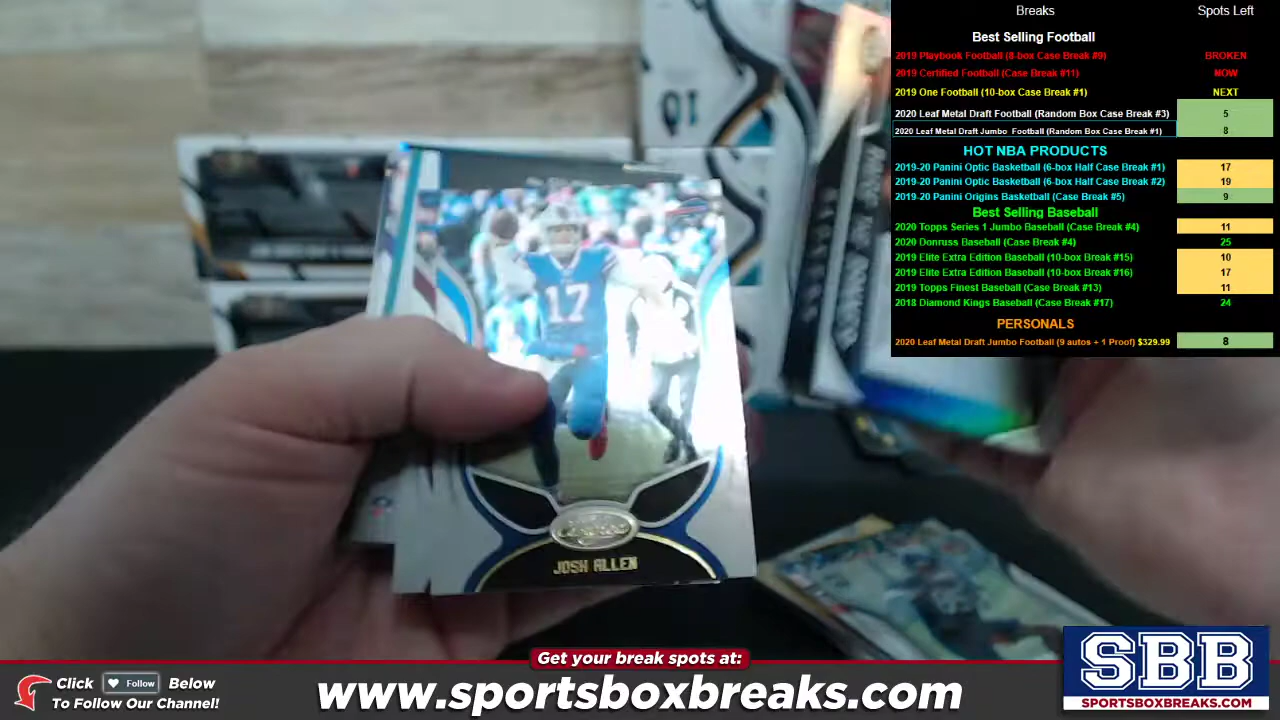 Breaks Spots Left
Best Selling Football
2019 Playbook Football (8-box Case Break #9) BROKEN
2019 Certified Football (Case Break #11) NOW
2019 One Football (10-box Case Break #1) NEXT
2020 Leaf Metal Draft Football (Random Box Case Break #3) 5
2020 Leaf Metal Draft Jumbo Football (Random Box Case Break #1) 8
HOT NBA PRODUCTS
2019-20 Panini Optic Basketball (6-box Half Case Break #1) 17
2019-20 Panini Optic Basketball (6-box Half Case Break #2) 19
2019-20 Panini Origins Basketball (Case Break #5) 9
Best Selling Baseball
2020 Topps Series 1 Jumbo Baseball (Case Break #4) 11
2020 Donruss Baseball (Case Break #4) 25
2019 Elite Extra Edition Baseball (10-box Break #15) 10
2019 Elite Extra Edition Baseball (10-box Break #16) 17
2019 Topps Finest Baseball (Case Break #13) 11
2018 Diamond Kings Baseball (Case Break #17) 24
PERSONALS
2020 Leaf Metal Draft Jumbo Football (9 autos + 1 Proof) $329.99 8
17
JOSH ALLEN
Get your break spots at:
Click Follow Below
To Follow Our Channel!
www.sportsboxbreaks.com
SBB
SPORTSBOXBREAKS.COM